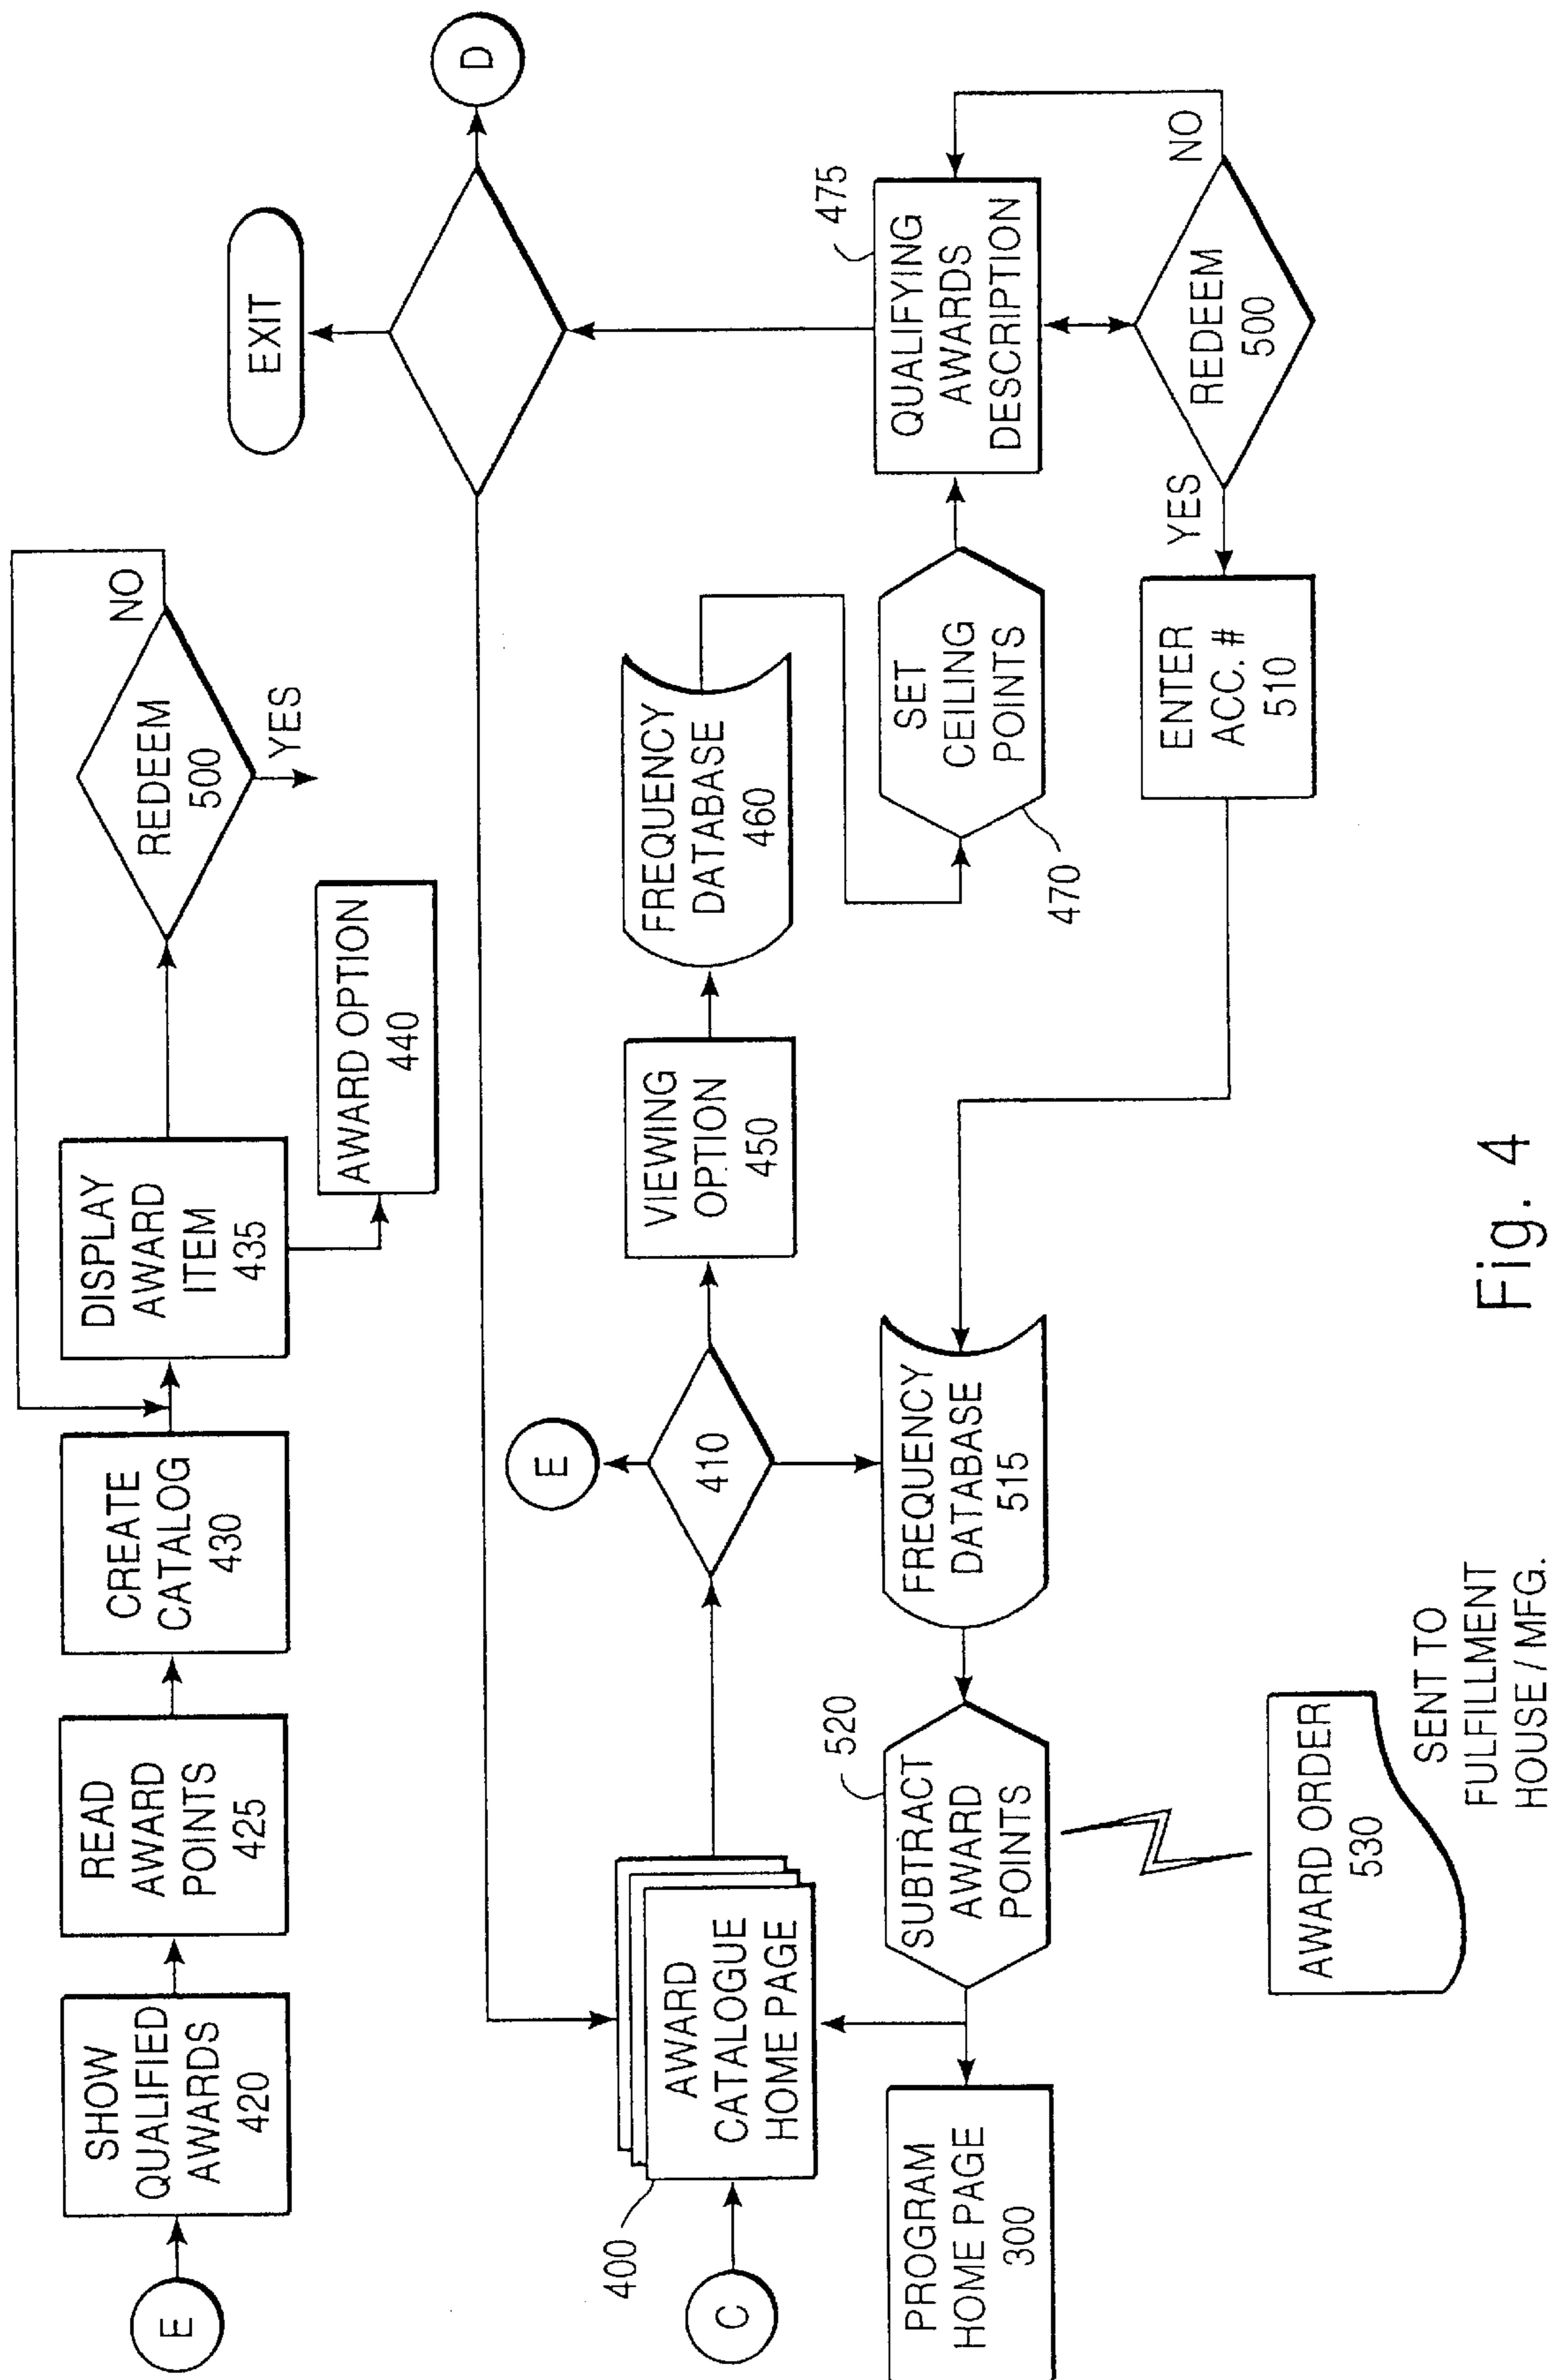 E
SHOW
QUALIFIED
AWARDS
420
READ
AWARD
POINTS
425
CREATE
CATALOG
430
DISPLAY
AWARD
ITEM
435
AWARD OPTION
440
REDEEM
500
NO
YES
EXIT
D
C
400
AWARD
CATALOGUE
HOME PAGE
410
E
VIEWING
OPTION
450
FREQUENCY
DATABASE
460
SET
CEILING
POINTS
470
QUALIFYING
AWARDS
DESCRIPTION
475
REDEEM
500
NO
YES
ENTER
ACC. #
510
FREQUENCY
DATABASE
515
SUBTRACT
AWARD
POINTS
520
PROGRAM
HOME PAGE
300
AWARD ORDER
530
SENT TO
FULFILLMENT
HOUSE / MFG.
Fig. 4